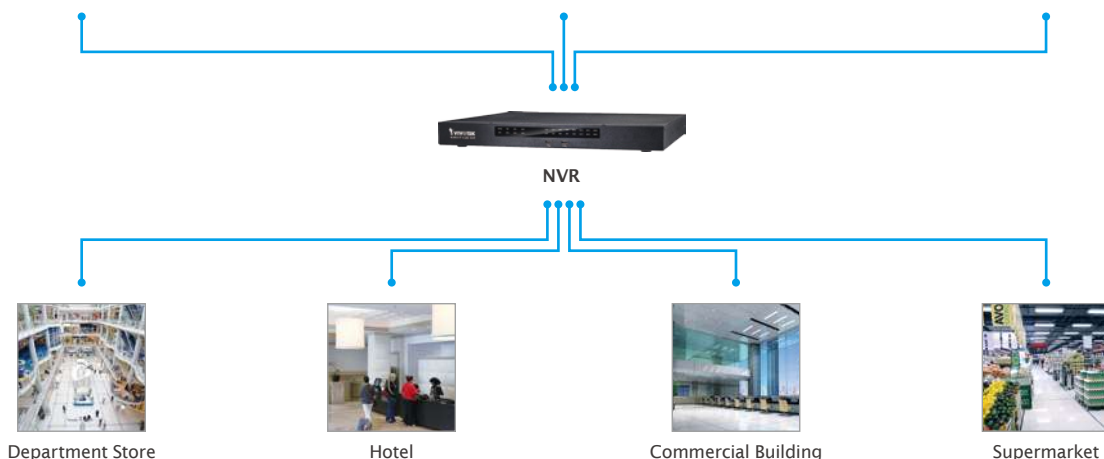 NVR
Department Store
Hotel
Commercial Building
Supermarket